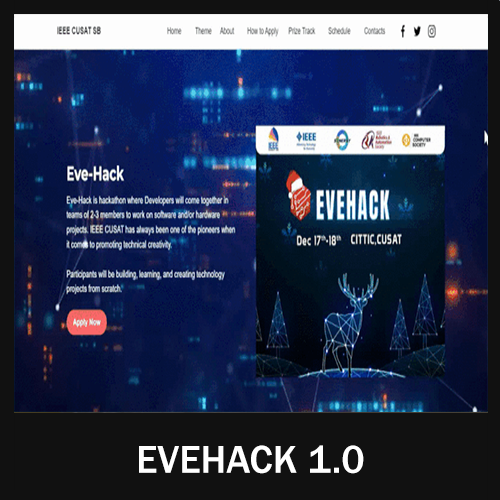 IEEE CUSAT SB Home Theme About How to Apply Prize Track Schedule Contacts
Eve-Hack
Eve-Hack is hackathon where Developers will come together in
teams of 2-3 members to work on software and/or hardware
projects. IEEE CUSAT has always been one of the pioneers when
it comes to promoting technical creativity.
Participants will be building, learning, and creating technology
projects from scratch.
Apply Now
IEEE
IEEE
COMPUTER
SOCIETY
EVEHACK
Dec 17th-18th CITTIC,CUSAT
EVEHACK 1.0